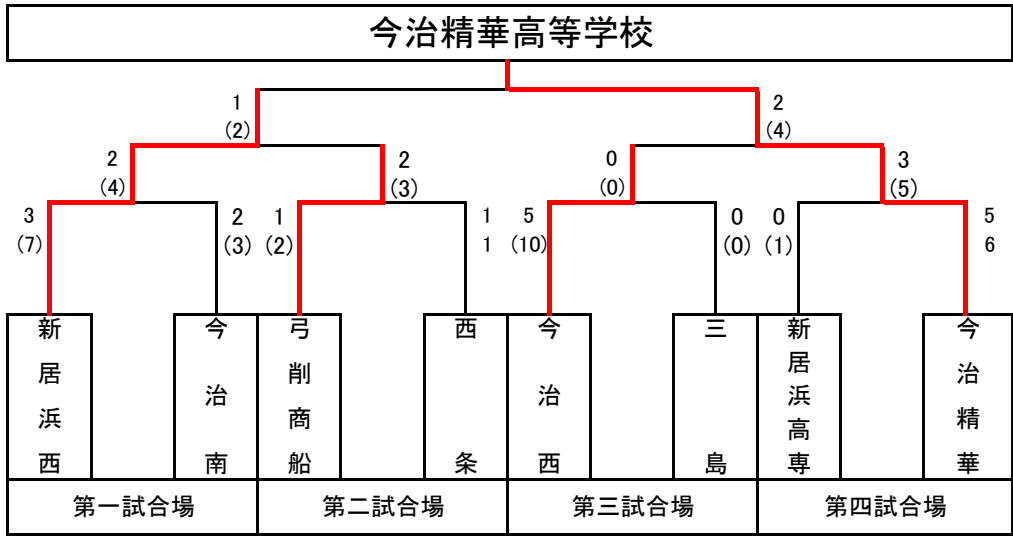 今治精華高等学校
1
(2)
2
(4)
2
(4)
2
(3)
0
(0)
3
(5)
3
(7)
2
(3)
1
(2)
1
1
5
(10)
0
(0)
0
(1)
5
6
新居浜西
今治南
弓削商船
西条
今治西
三島
新居浜高専
今治精華
第一試合場
第二試合場
第三試合場
第四試合場